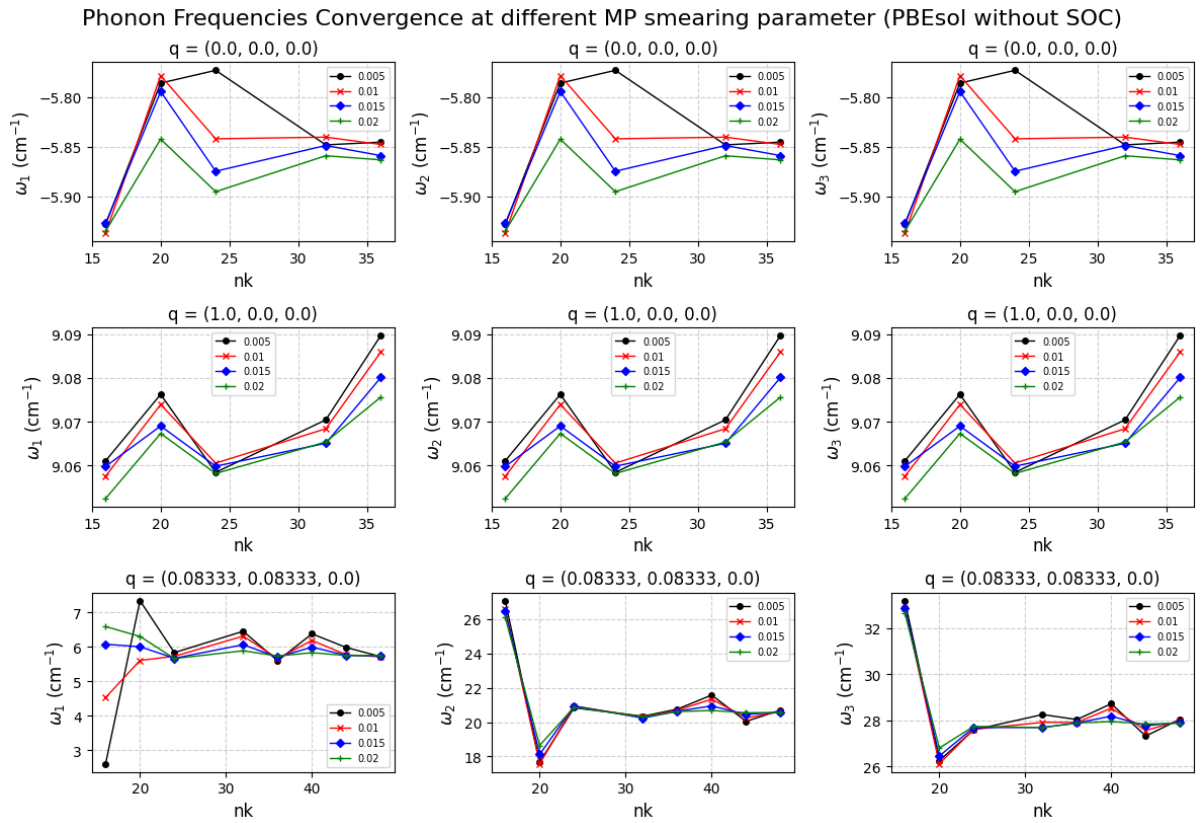 Phonon Frequencies Convergence at different MP smearing parameter (PBEsol without SOC)
q = (0.0, 0.0, 0.0)
ω1 (cm⁻¹)
−5.80
−5.85
−5.90
0.005
0.01
0.015
0.02
15 20 25 30 35
nk
q = (0.0, 0.0, 0.0)
ω2 (cm⁻¹)
−5.80
−5.85
−5.90
0.005
0.01
0.015
0.02
15 20 25 30 35
nk
q = (0.0, 0.0, 0.0)
ω3 (cm⁻¹)
−5.80
−5.85
−5.90
0.005
0.01
0.015
0.02
15 20 25 30 35
nk
q = (1.0, 0.0, 0.0)
ω1 (cm⁻¹)
9.09
9.08
9.07
9.06
0.005
0.01
0.015
0.02
15 20 25 30 35
nk
q = (1.0, 0.0, 0.0)
ω2 (cm⁻¹)
9.09
9.08
9.07
9.06
0.005
0.01
0.015
0.02
15 20 25 30 35
nk
q = (1.0, 0.0, 0.0)
ω3 (cm⁻¹)
9.09
9.08
9.07
9.06
0.005
0.01
0.015
0.02
15 20 25 30 35
nk
q = (0.08333, 0.08333, 0.0)
ω1 (cm⁻¹)
7
6
5
4
3
0.005
0.01
0.015
0.02
20 30 40
nk
q = (0.08333, 0.08333, 0.0)
ω2 (cm⁻¹)
26
24
22
20
18
0.005
0.01
0.015
0.02
20 30 40
nk
q = (0.08333, 0.08333, 0.0)
ω3 (cm⁻¹)
32
30
28
26
0.005
0.01
0.015
0.02
20 30 40
nk